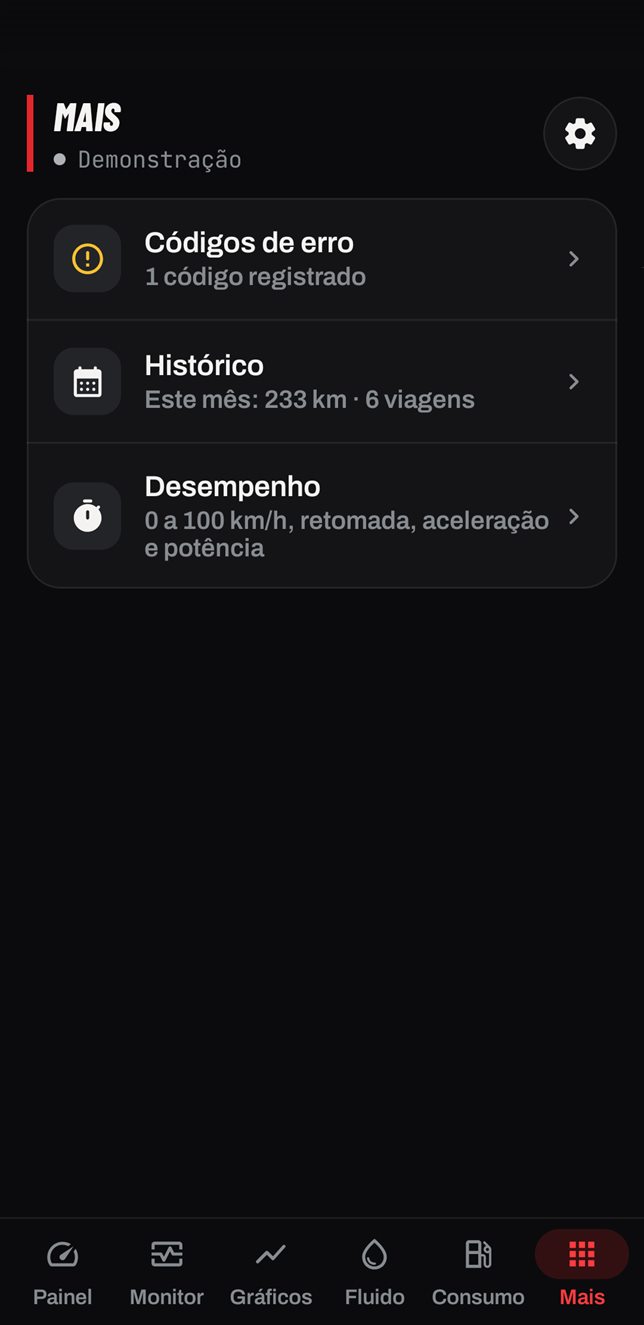 MAIS
Demonstração
Códigos de erro
1 código registrado
Histórico
Este mês: 233 km · 6 viagens
Desempenho
0 a 100 km/h, retomada, aceleração
e potência
Painel
Monitor
Gráficos
Fluido
Consumo
Mais